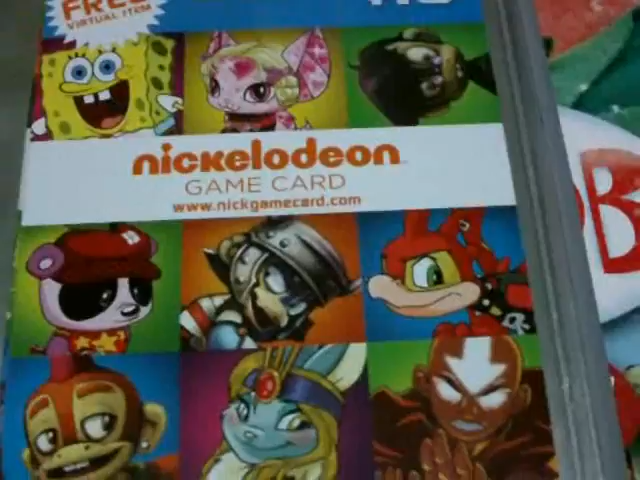 FREE
VIRTUAL ITEM
nickelodeon
GAME CARD
www.nickgamecard.com
B